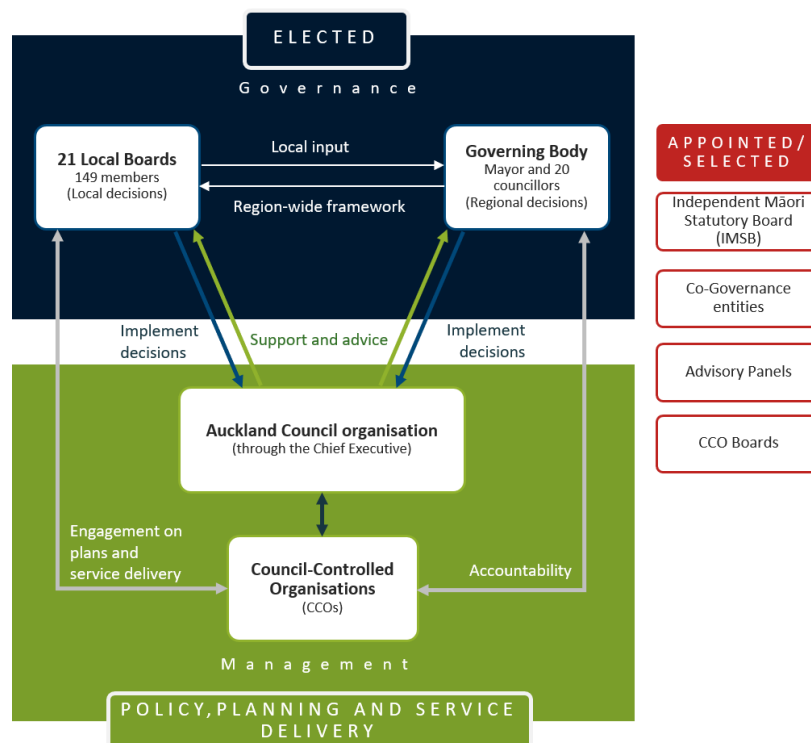 ELECTED
Governance
21 Local Boards
149 members
(Local decisions)
Local input
Region-wide framework
Governing Body
Mayor and 20
councillors
(Regional decisions)
APPOINTED/
SELECTED
Independent Māori
Statutory Board
(IMSB)
Co-Governance
entities
Advisory Panels
CCO Boards
Implement
decisions
Support and advice
Implement
decisions
Auckland Council organisation
(through the Chief Executive)
Engagement on
plans and
service delivery
Council-Controlled
Organisations
(CCOs)
Accountability
Management
POLICY,PLANNING AND SERVICE
DELIVERY